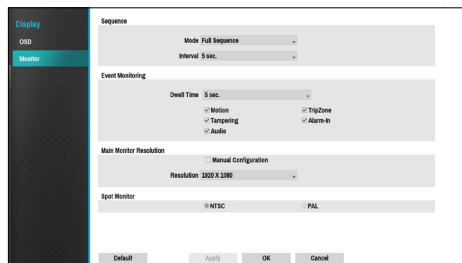 Display
OSD
Monitor
Sequence
Mode Full Sequence
Interval 5 sec.
Event Monitoring
Dwell Time 5 sec.
Motion TripZone
Tampering Alarm-In
Audio
Main Monitor Resolution
Manual Configuration
Resolution 1920 X 1080
Spot Monitor
NTSC PAL
Default Apply OK Cancel